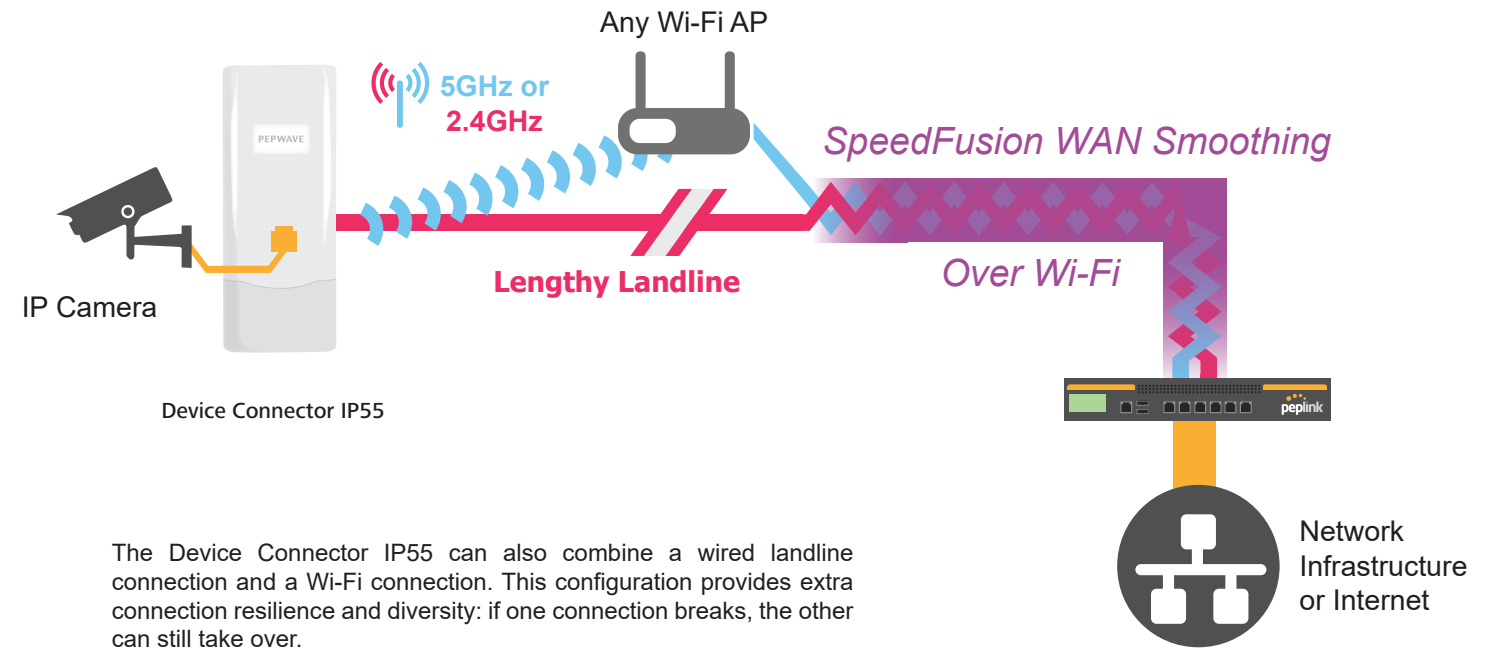 Any Wi-Fi AP
5GHz or
2.4GHz
PEPWAVE
SpeedFusion WAN Smoothing
Over Wi-Fi
Lengthy Landline
IP Camera
Device Connector IP55
peplink
Network
Infrastructure
or Internet
The Device Connector IP55 can also combine a wired landline
connection and a Wi-Fi connection. This configuration provides extra
connection resilience and diversity: if one connection breaks, the other
can still take over.